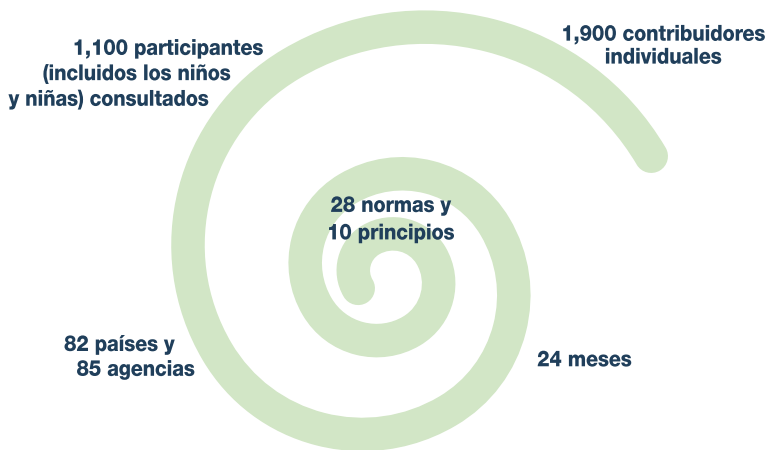 1,100 participantes
(incluidos los niños
y niñas) consultados
1,900 contribuidores
individuales
28 normas y
10 principios
82 países y
85 agencias
24 meses